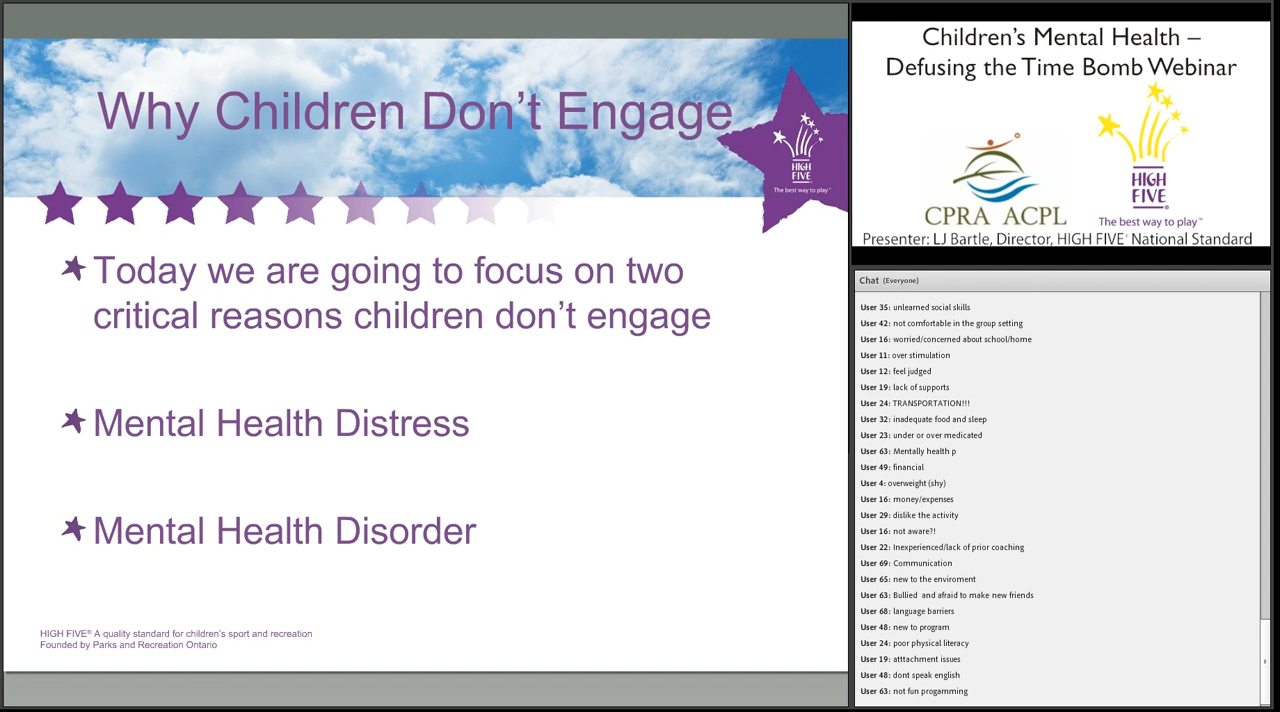 Why Children Don't Engage
HIGH
FIVE
The best way to play™
Today we are going to focus on two
critical reasons children don't engage
Mental Health Distress
Mental Health Disorder
HIGH FIVE® A quality standard for children's sport and recreation
Founded by Parks and Recreation Ontario
Children's Mental Health –
Defusing the Time Bomb Webinar
CPRA ACPL
HIGH
FIVE®
The best way to play™
Presenter: LJ Bartle, Director, HIGH FIVE® National Standard
Chat (Everyone)
User 35: unlearned social skills
User 42: not comfortable in the group setting
User 16: worried/concerned about school/home
User 11: over stimulation
User 12: feel judged
User 19: lack of supports
User 24: TRANSPORTATION!!!
User 32: inadequate food and sleep
User 23: under or over medicated
User 63: Mentally health p
User 49: financial
User 4: overweight (shy)
User 16: money/expenses
User 29: dislike the activity
User 16: not aware?!
User 22: Inexperienced/lack of prior coaching
User 69: Communication
User 65: new to the enviroment
User 63: Bullied  and afraid to make new friends
User 68: language barriers
User 48: new to program
User 24: poor physical literacy
User 19: atttachment issues
User 48: dont speak english
User 63: not fun progamming